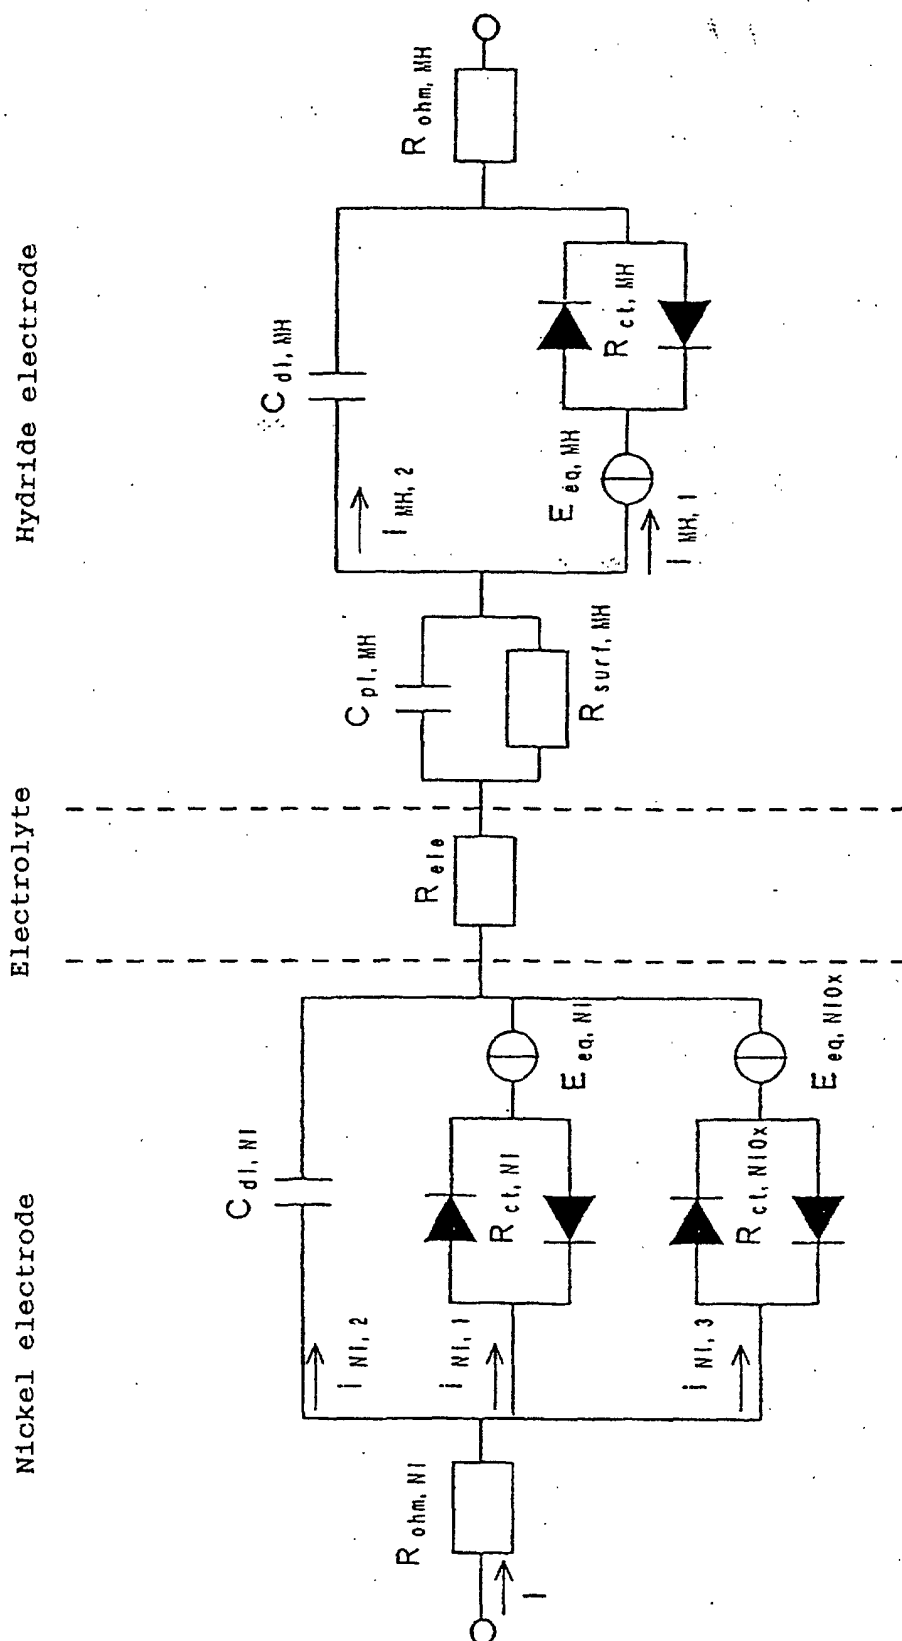 Nickel electrode
Electrolyte
Hydride electrode
I
R ohm, NI
i NI, 2
C dl, NI
i NI, 1
R ct, NI
E eq, NI
i NI, 3
R ct, NIOx
E eq, NIOx
R ele
C pl, MH
R surf, MH
i MH, 2
C dl, MH
i MH, 1
E eq, MH
R ct, MH
R ohm, MH